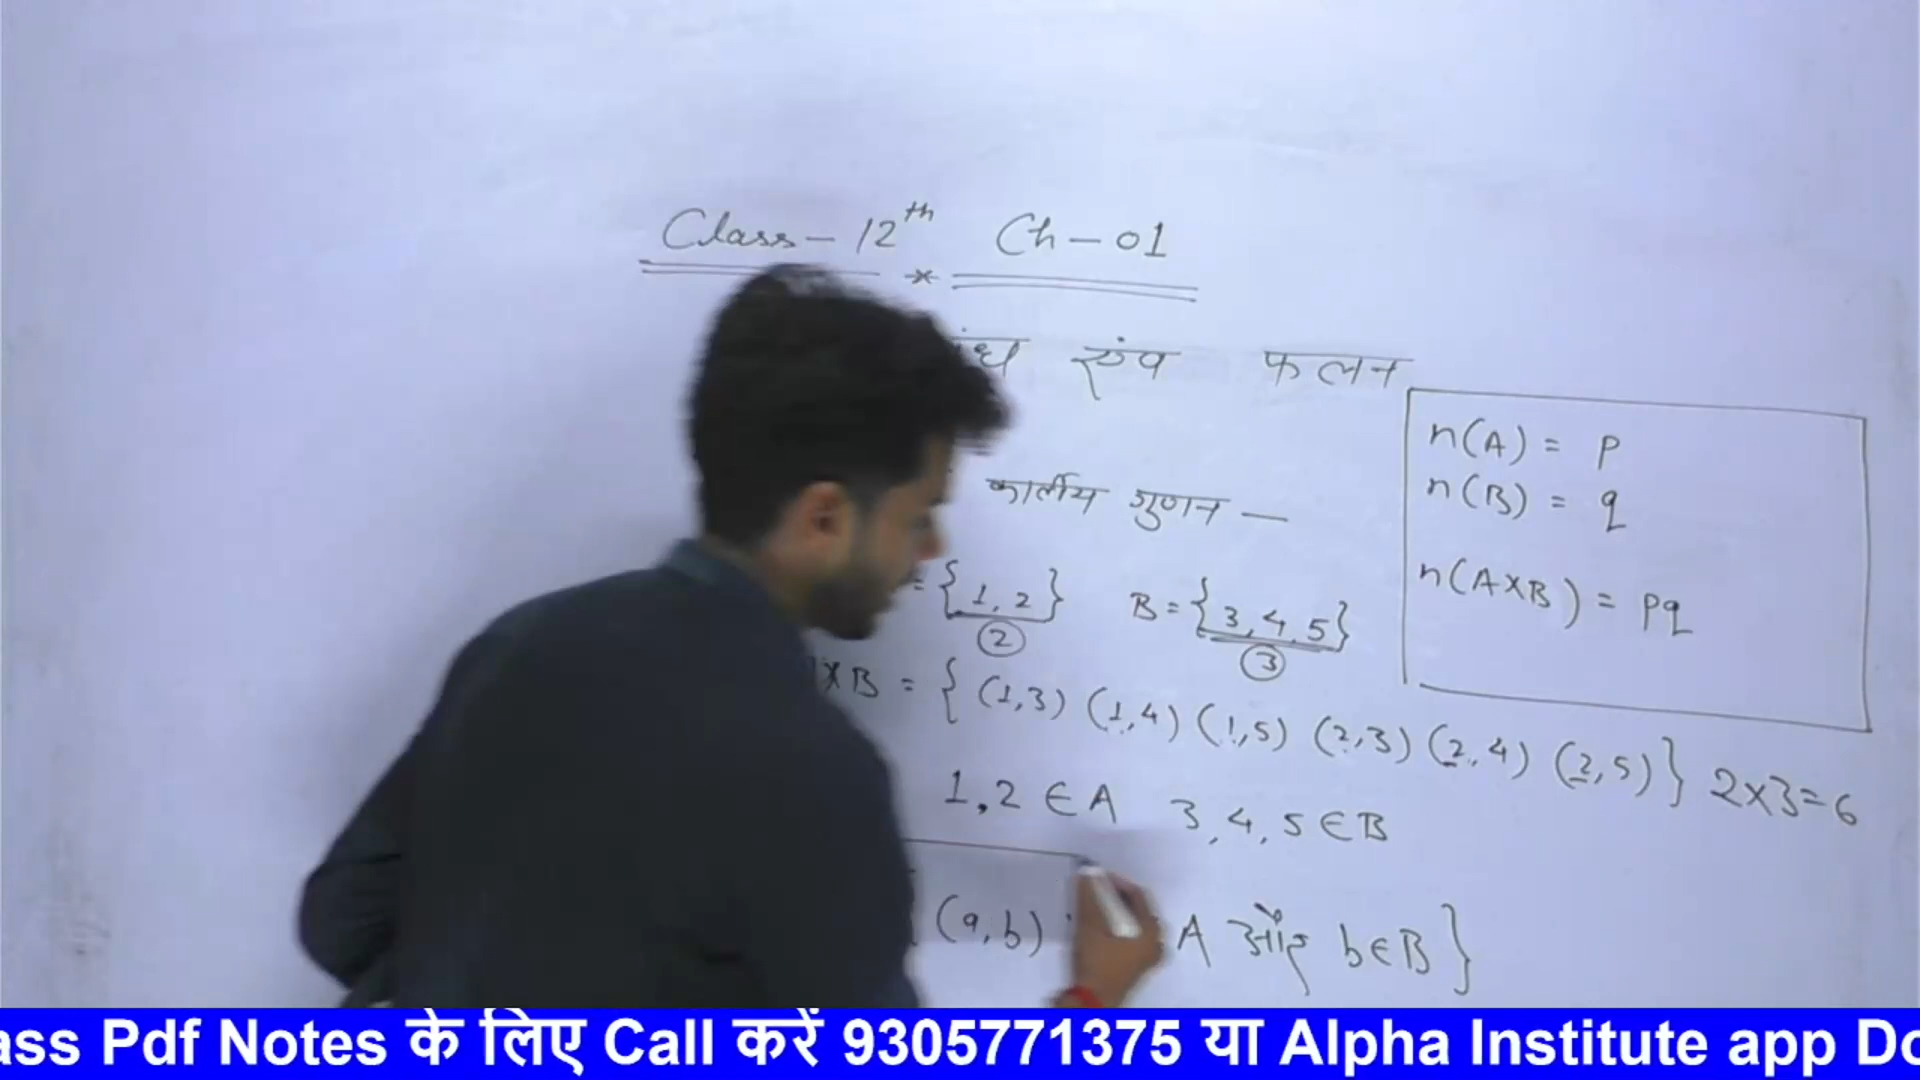 Class - 12th * Ch - 01
एंव फलन
कार्तीय गुणन —
n(A) = p
n(B) = q
n(A×B) = pq
= {1, 2} B = {3, 4, 5}
② ③
×B = { (1,3) (1,4) (1,5) (2,3) (2,4) (2,5) } 2×3=6
1, 2 ∈ A 3, 4, 5 ∈ B
{ (a,b) : A और b ∈ B }
ass Pdf Notes के लिए Call करें 9305771375 या Alpha Institute app Do